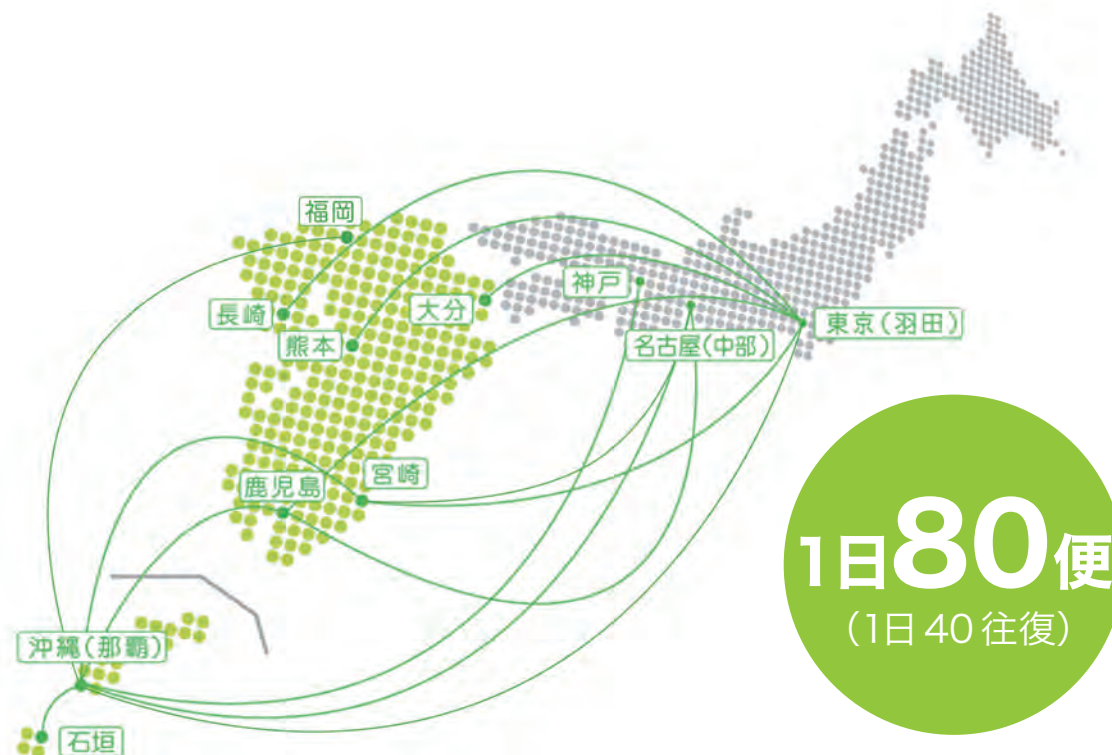 福岡
長崎
熊本
大分
神戸
名古屋(中部)
東京(羽田)
宮崎
鹿児島
沖縄(那覇)
石垣
1日80便
(1日40往復)